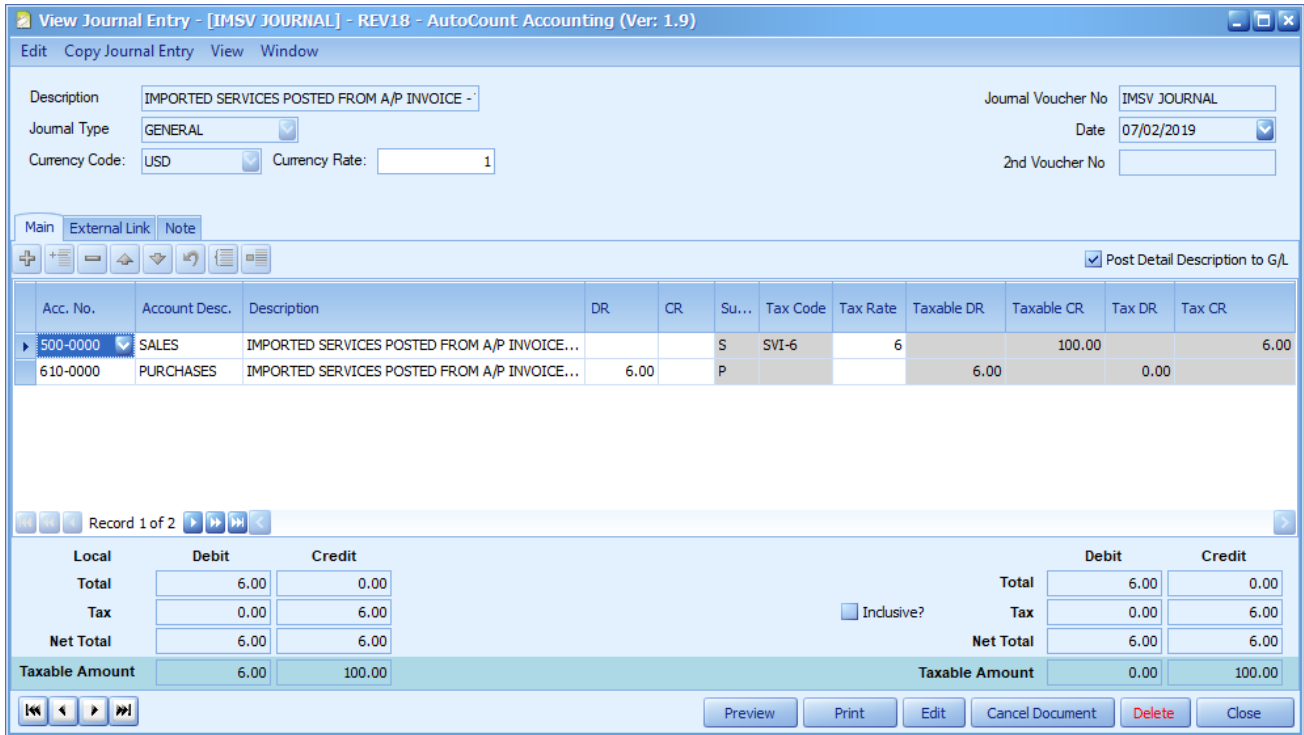 View Journal Entry - [IMSV JOURNAL] - REV18 - AutoCount Accounting (Ver: 1.9)
Edit Copy Journal Entry View Window
Description IMPORTED SERVICES POSTED FROM A/P INVOICE - Journal Voucher No IMSV JOURNAL
Journal Type GENERAL Date 07/02/2019
Currency Code: USD Currency Rate: 1 2nd Voucher No
Main External Link Note
Post Detail Description to G/L
Acc. No. Account Desc. Description DR CR Su... Tax Code Tax Rate Taxable DR Taxable CR Tax DR Tax CR
500-0000 SALES IMPORTED SERVICES POSTED FROM A/P INVOICE... S SVI-6 6 100.00 6.00
610-0000 PURCHASES IMPORTED SERVICES POSTED FROM A/P INVOICE... 6.00 P 6.00 0.00
Record 1 of 2
Local Debit Credit Debit Credit
Total 6.00 0.00 Total 6.00 0.00
Tax 0.00 6.00 Inclusive? Tax 0.00 6.00
Net Total 6.00 6.00 Net Total 6.00 6.00
Taxable Amount 6.00 100.00 Taxable Amount 0.00 100.00
Preview Print Edit Cancel Document Delete Close